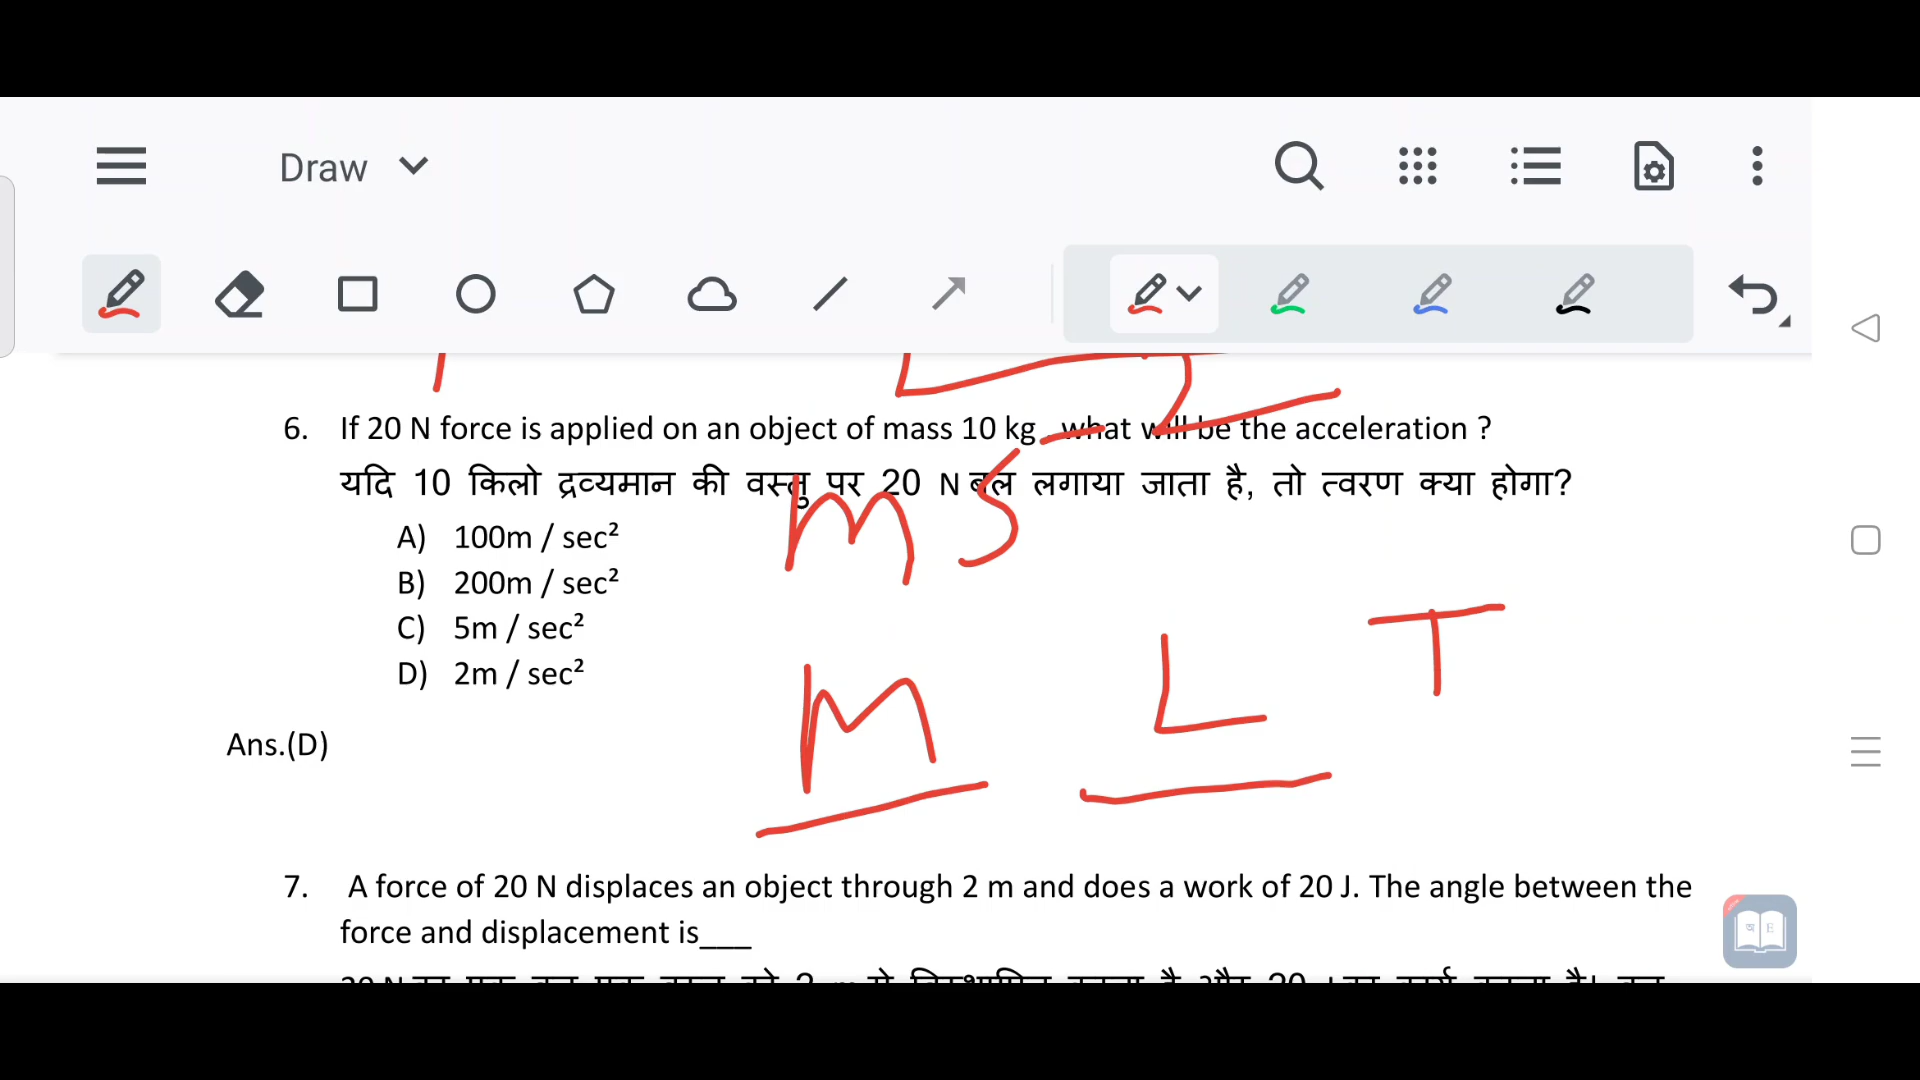 Draw
6. If 20 N force is applied on an object of mass 10 kg , what will be the acceleration ?
यदि 10 किलो द्रव्यमान की वस्तु पर 20 N बल लगाया जाता है, तो त्वरण क्या होगा?
m s
A) 100m / sec²
B) 200m / sec²
C) 5m / sec²
D) 2m / sec²
M L T
Ans.(D)
7. A force of 20 N displaces an object through 2 m and does a work of 20 J. The angle between the
force and displacement is___